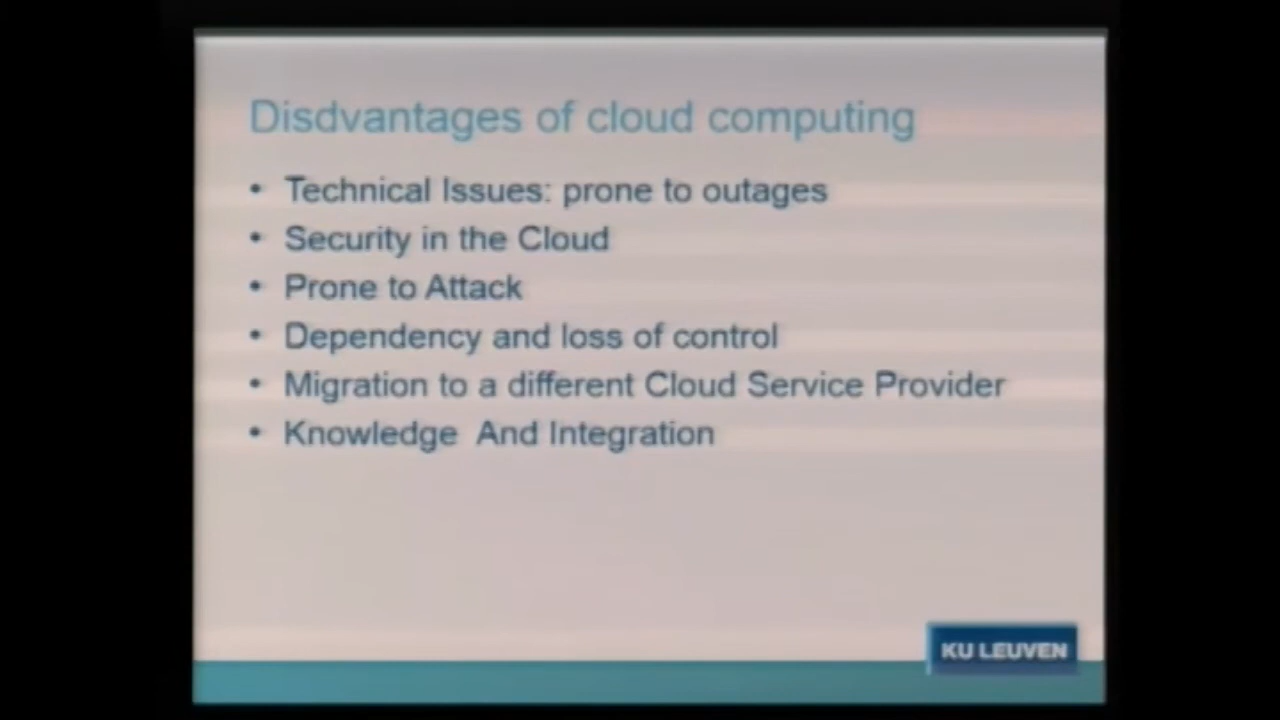 Disdvantages of cloud computing
• Technical Issues: prone to outages
• Security in the Cloud
• Prone to Attack
• Dependency and loss of control
• Migration to a different Cloud Service Provider
• Knowledge And Integration
KU LEUVEN